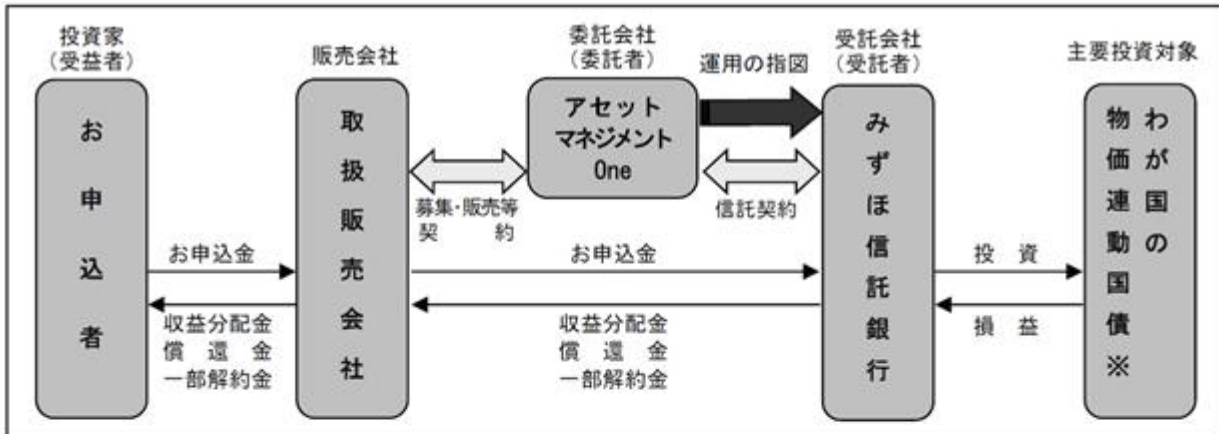 投資家
（受益者）
お申込者
販売会社
取扱販売会社
委託会社
（委託者）
アセット
マネジメント
One
運用の指図
受託会社
（受託者）
みずほ信託銀行
主要投資対象
わが国の
物価連動国債※
募集・販売等
契　　約
信託契約
お申込金
収益分配金
償　還　金
一部解約金
お申込金
収益分配金
償　還　金
一部解約金
投　資
損　益